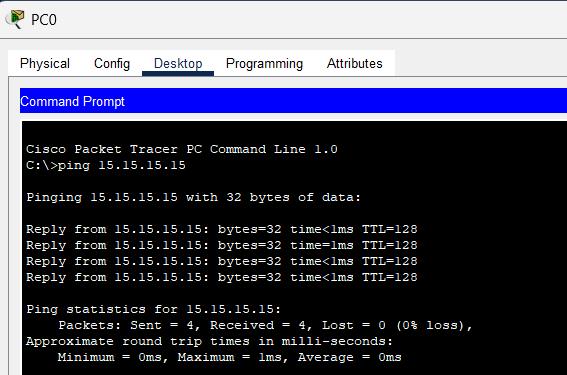 PC0
Physical Config Desktop Programming Attributes
Command Prompt
Cisco Packet Tracer PC Command Line 1.0
C:\>ping 15.15.15.15
Pinging 15.15.15.15 with 32 bytes of data:
Reply from 15.15.15.15: bytes=32 time<1ms TTL=128
Reply from 15.15.15.15: bytes=32 time=1ms TTL=128
Reply from 15.15.15.15: bytes=32 time<1ms TTL=128
Reply from 15.15.15.15: bytes=32 time<1ms TTL=128
Ping statistics for 15.15.15.15:
Packets: Sent = 4, Received = 4, Lost = 0 (0% loss),
Approximate round trip times in milli-seconds:
Minimum = 0ms, Maximum = 1ms, Average = 0ms